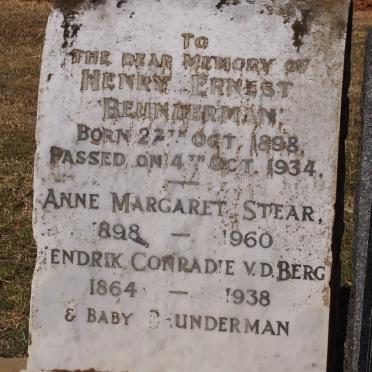 TO
THE DEAR MEMORY OF
HENRY ERNEST
BEUNDERMAN,
BORN 27TH OCT. 1898,
PASSED ON 4TH OCT. 1934.
—
ANNE MARGARET STEAR,
1898 — 1960
HENDRIK CONRADIE V.D. BERG
1864 — 1938
& BABY BEUNDERMAN